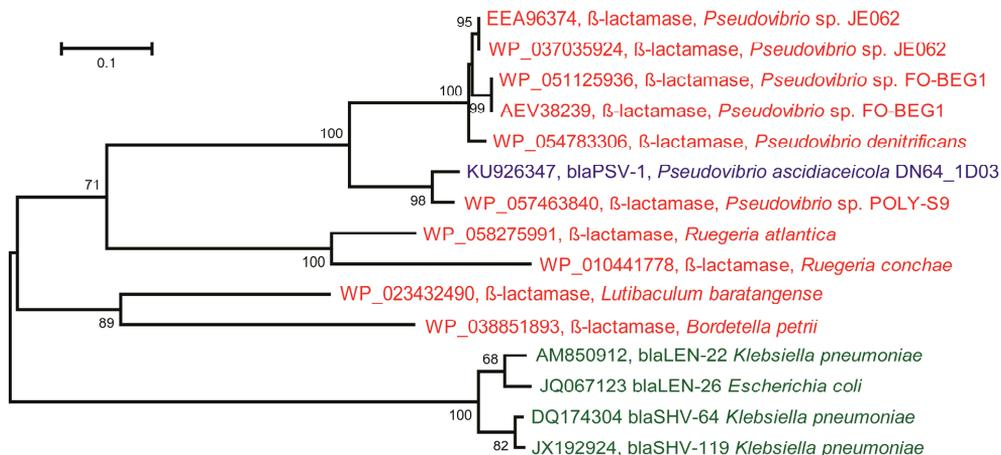 95
EEA96374, ß-lactamase, Pseudovibrio sp. JE062
0.1
WP_037035924, ß-lactamase, Pseudovibrio sp. JE062
100
WP_051125936, ß-lactamase, Pseudovibrio sp. FO-BEG1
99
AEV38239, ß-lactamase, Pseudovibrio sp. FO-BEG1
100
WP_054783306, ß-lactamase, Pseudovibrio denitrificans
KU926347, blaPSV-1, Pseudovibrio ascidiaceicola DN64_1D03
71
98
WP_057463840, ß-lactamase, Pseudovibrio sp. POLY-S9
WP_058275991, ß-lactamase, Ruegeria atlantica
100
WP_010441778, ß-lactamase, Ruegeria conchae
WP_023432490, ß-lactamase, Lutibaculum baratangense
89
WP_038851893, ß-lactamase, Bordetella petrii
68
AM850912, blaLEN-22 Klebsiella pneumoniae
JQ067123 blaLEN-26 Escherichia coli
100
DQ174304 blaSHV-64 Klebsiella pneumoniae
82
JX192924, blaSHV-119 Klebsiella pneumoniae